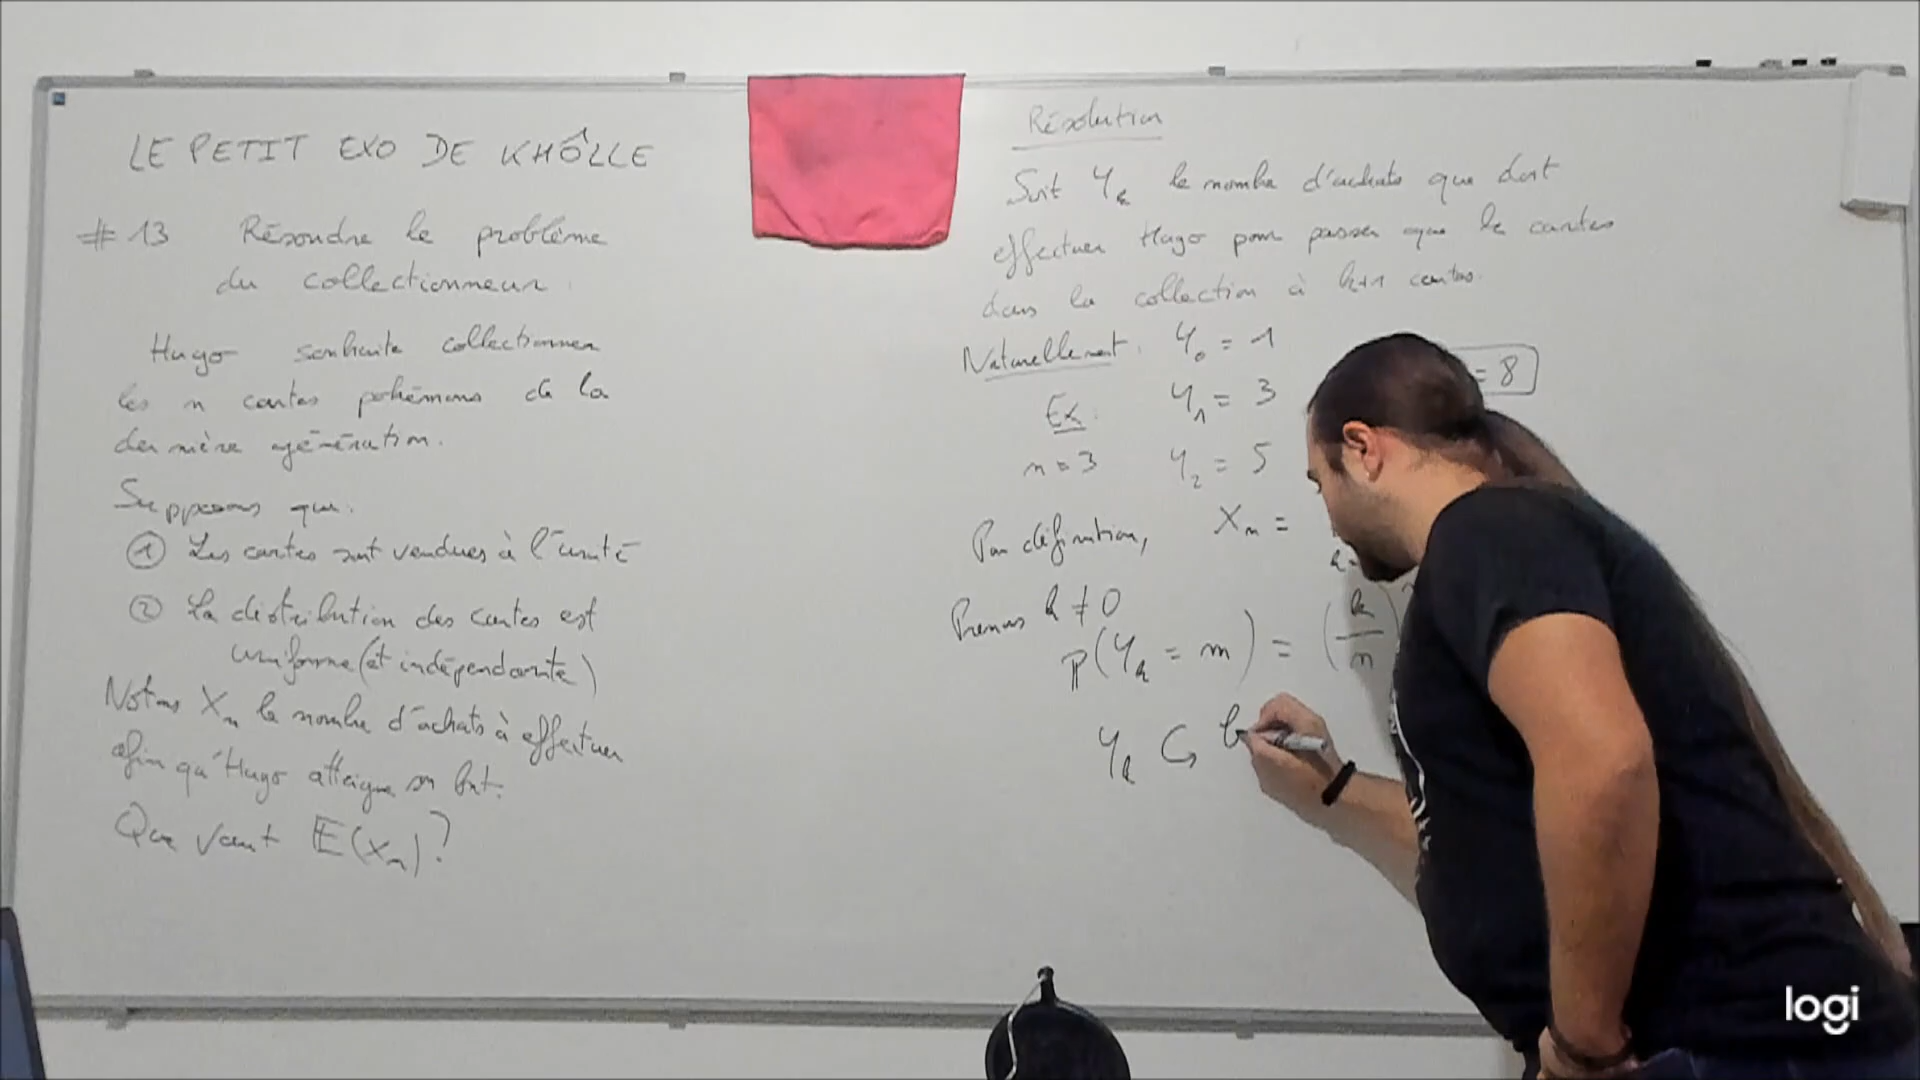 LE PETIT EXO DE KHÔLLE
# 13 Résoudre le problème
du collectionneur.
Hugo souhaite collectionner
les n cartes pokémons de la
dernière génération.
Supposons que:
① Les cartes sont vendues à l'unité
② La distribution des cartes est
uniforme (et indépendante)
Notons Xn le nombre d'achats à effectuer
afin qu'Hugo atteigne son but.
Que vaut E(Xn)?
Résolution
Soit Yk le nombre d'achats que doit
effectuer Hugo pour passer que k cartes
dans la collection à k+1 cartes.
Naturellement: Y0 = 1
= 8
Ex: Y1 = 3
n = 3 Y2 = 5
Par définition, Xn =
k=
Prenons k ≠ 0
P(Yk = m) = (k/n)
Yk ↪
logi